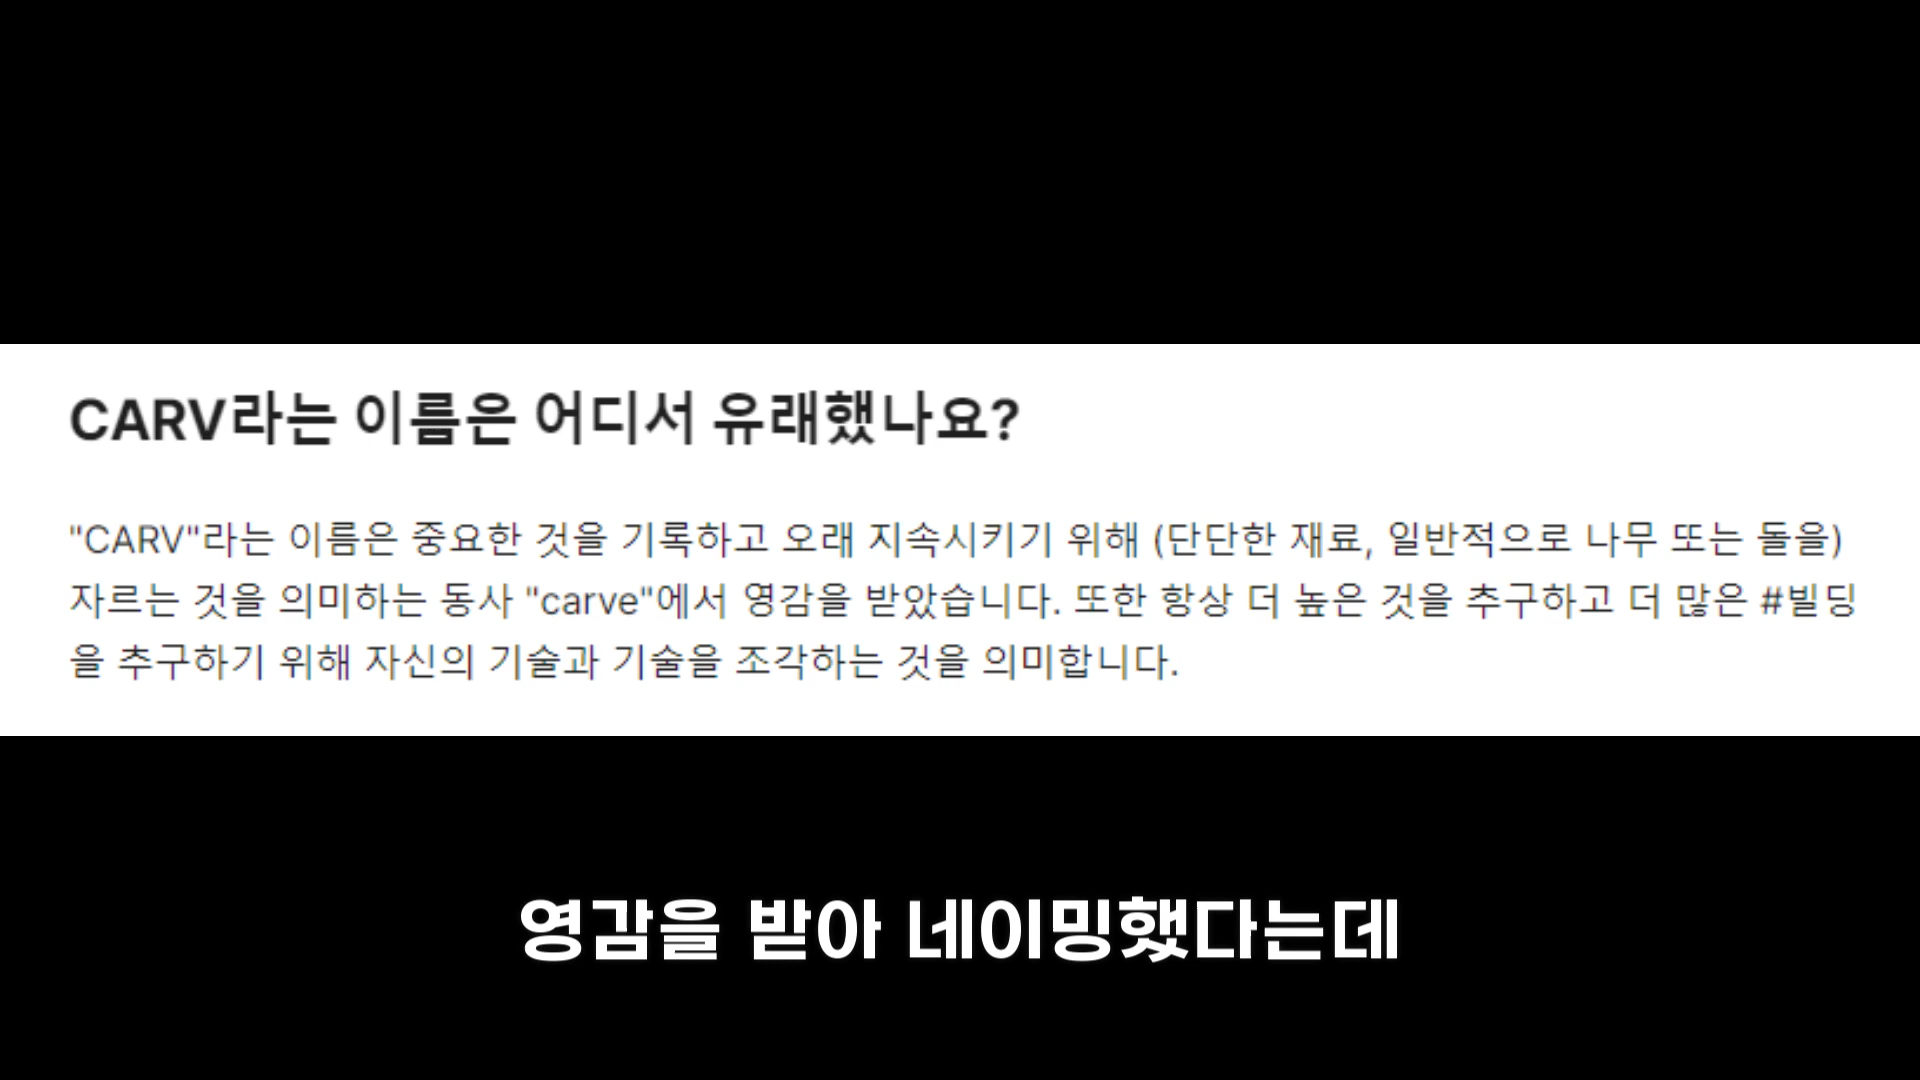 CARV라는 이름은 어디서 유래했나요?
"CARV"라는 이름은 중요한 것을 기록하고 오래 지속시키기 위해 (단단한 재료, 일반적으로 나무 또는 돌을)
자르는 것을 의미하는 동사 "carve"에서 영감을 받았습니다. 또한 항상 더 높은 것을 추구하고 더 많은 #빌딩
을 추구하기 위해 자신의 기술과 기술을 조각하는 것을 의미합니다.
영감을 받아 네이밍했다는데